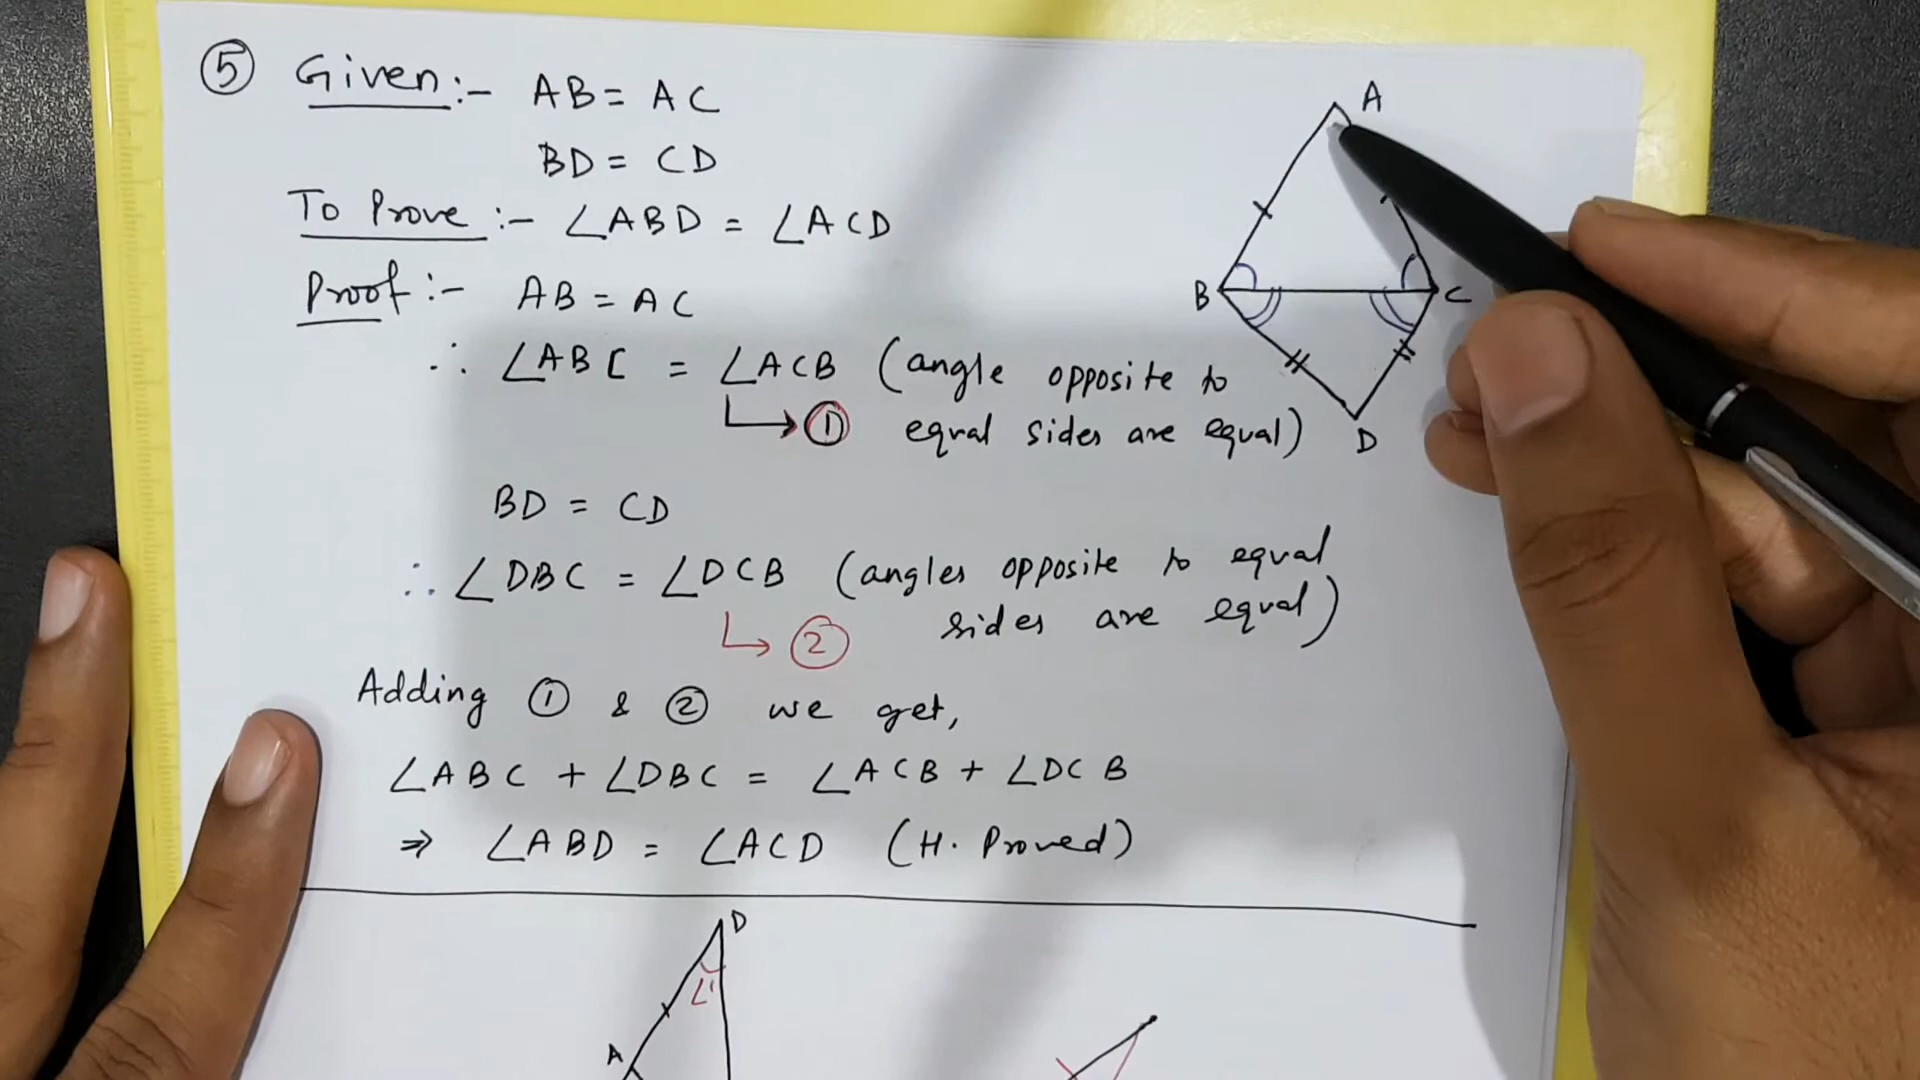 ⑤ Given:- AB = AC
BD = CD
To Prove :- ∠ABD = ∠ACD
Proof :- AB = AC
∴ ∠ABC = ∠ACB (angle opposite to
↳ ① equal sides are equal)
BD = CD
∴ ∠DBC = ∠DCB (angles opposite to equal
↳ ② sides are equal)
Adding ① & ② we get,
∠ABC + ∠DBC = ∠ACB + ∠DCB
⇒ ∠ABD = ∠ACD (H. Proved)
A
B
C
D
D
∠1
A